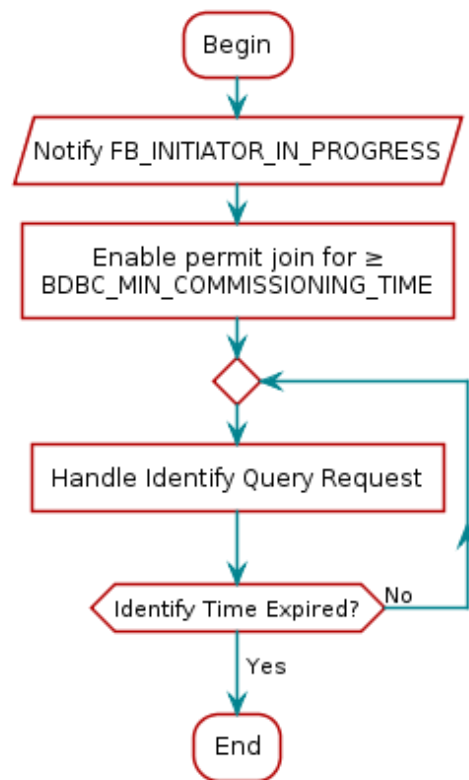 Begin
Notify FB_INITIATOR_IN_PROGRESS
Enable permit join for ≥
BDBC_MIN_COMMISSIONING_TIME
Handle Identify Query Request
Identify Time Expired?
No
Yes
End